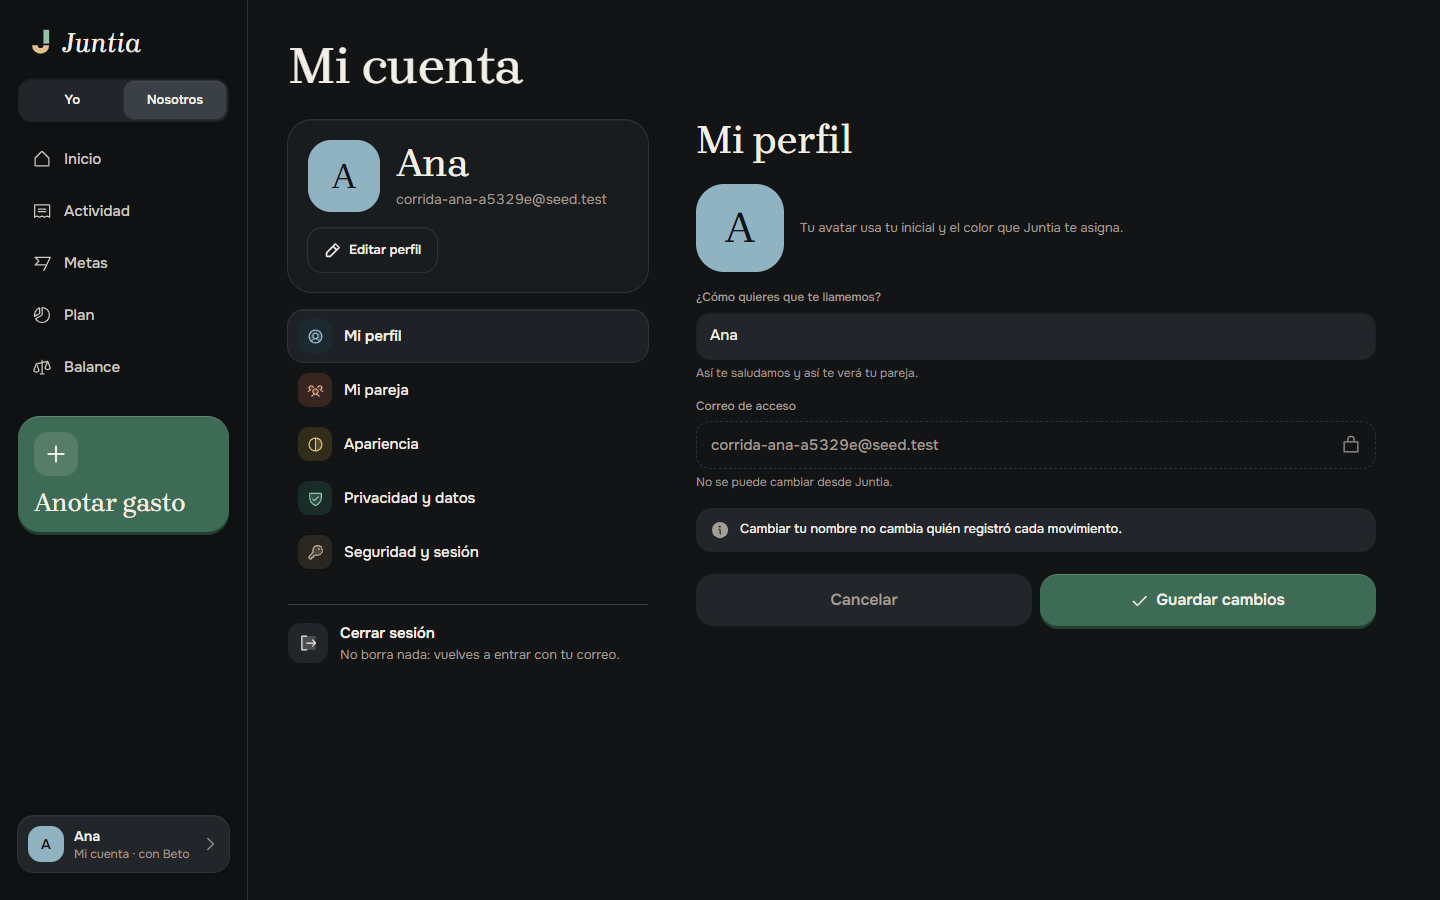 Juntia
Yo
Nosotros
Inicio
Actividad
Metas
Plan
Balance
Anotar gasto
A
Ana
Mi cuenta · con Beto
Mi cuenta
A
Ana
corrida-ana-a5329e@seed.test
Editar perfil
Mi perfil
Mi pareja
Apariencia
Privacidad y datos
Seguridad y sesión
Cerrar sesión
No borra nada: vuelves a entrar con tu correo.
Mi perfil
A
Tu avatar usa tu inicial y el color que Juntia te asigna.
¿Cómo quieres que te llamemos?
Ana
Así te saludamos y así te verá tu pareja.
Correo de acceso
corrida-ana-a5329e@seed.test
No se puede cambiar desde Juntia.
Cambiar tu nombre no cambia quién registró cada movimiento.
Cancelar
Guardar cambios